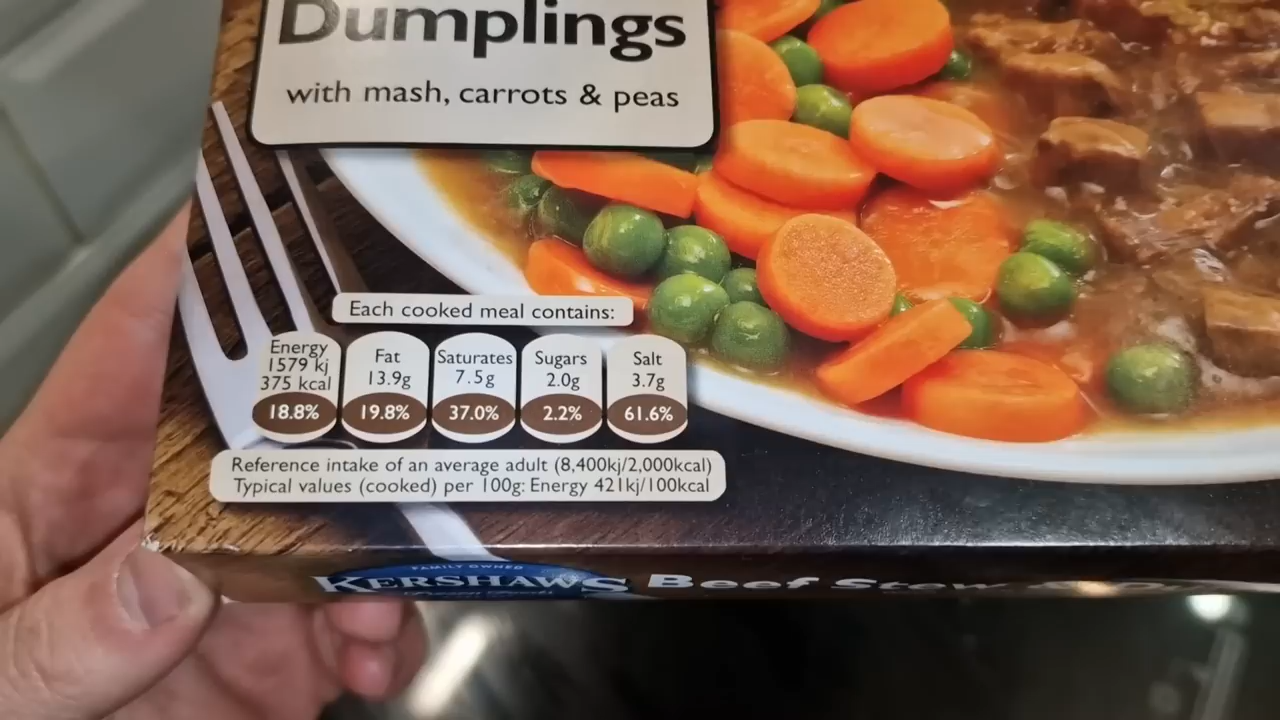 Dumplings
with mash, carrots & peas
Each cooked meal contains:
Energy
1579 kj
375 kcal
18.8%
Fat
13.9g
19.8%
Saturates
7.5g
37.0%
Sugars
2.0g
2.2%
Salt
3.7g
61.6%
Reference intake of an average adult (8,400kj/2,000kcal)
Typical values (cooked) per 100g: Energy 421kj/100kcal
FAMILY OWNED
KERSHAWS
Beef Stew